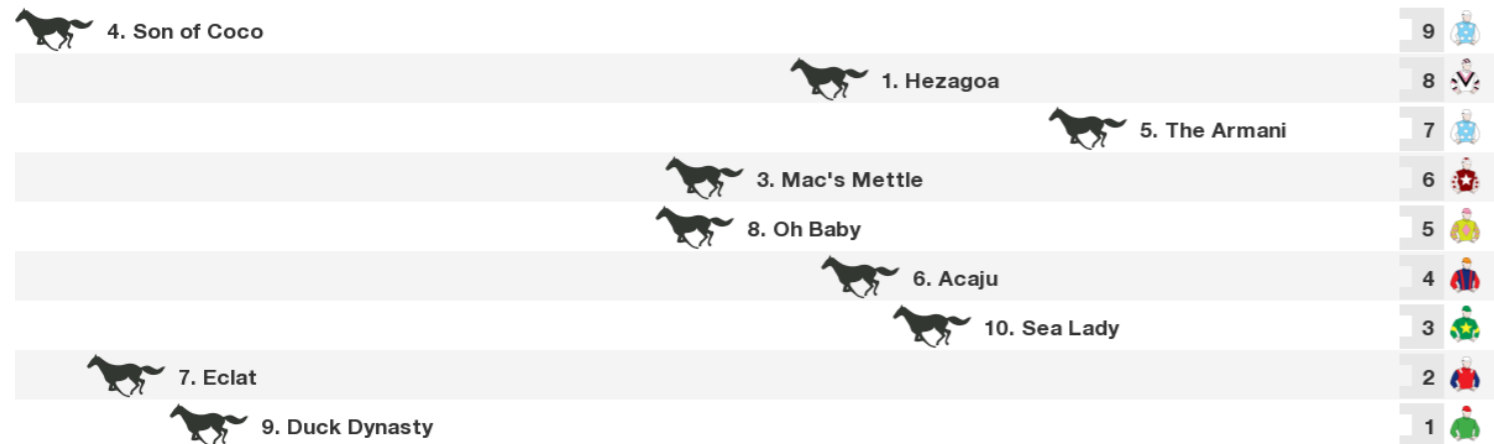 4. Son of Coco 9
1. Hezagoa 8
5. The Armani 7
3. Mac's Mettle 6
8. Oh Baby 5
6. Acaju 4
10. Sea Lady 3
7. Eclat 2
9. Duck Dynasty 1